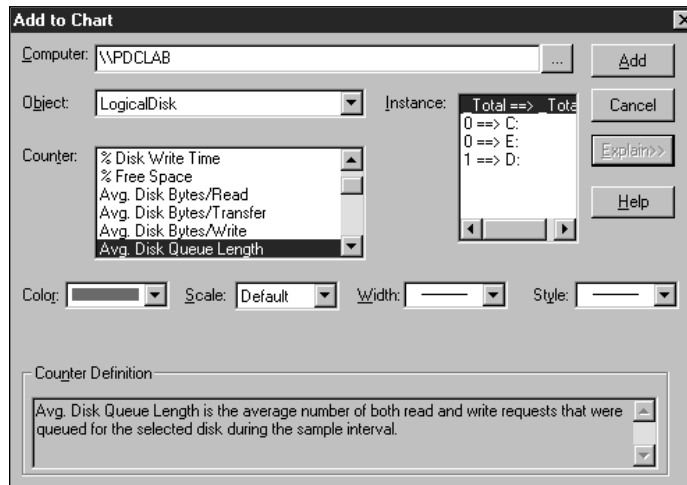 Add to Chart
Computer: \\PDCLAB ... Add
Object: LogicalDisk Instance: _Total ==> _Tota Cancel
0 ==> C:
0 ==> E:
1 ==> D:
Counter: % Disk Write Time Explain>>
% Free Space
Avg. Disk Bytes/Read
Avg. Disk Bytes/Transfer Help
Avg. Disk Bytes/Write
Avg. Disk Queue Length
Color: Scale: Default Width: Style:
Counter Definition
Avg. Disk Queue Length is the average number of both read and write requests that were
queued for the selected disk during the sample interval.